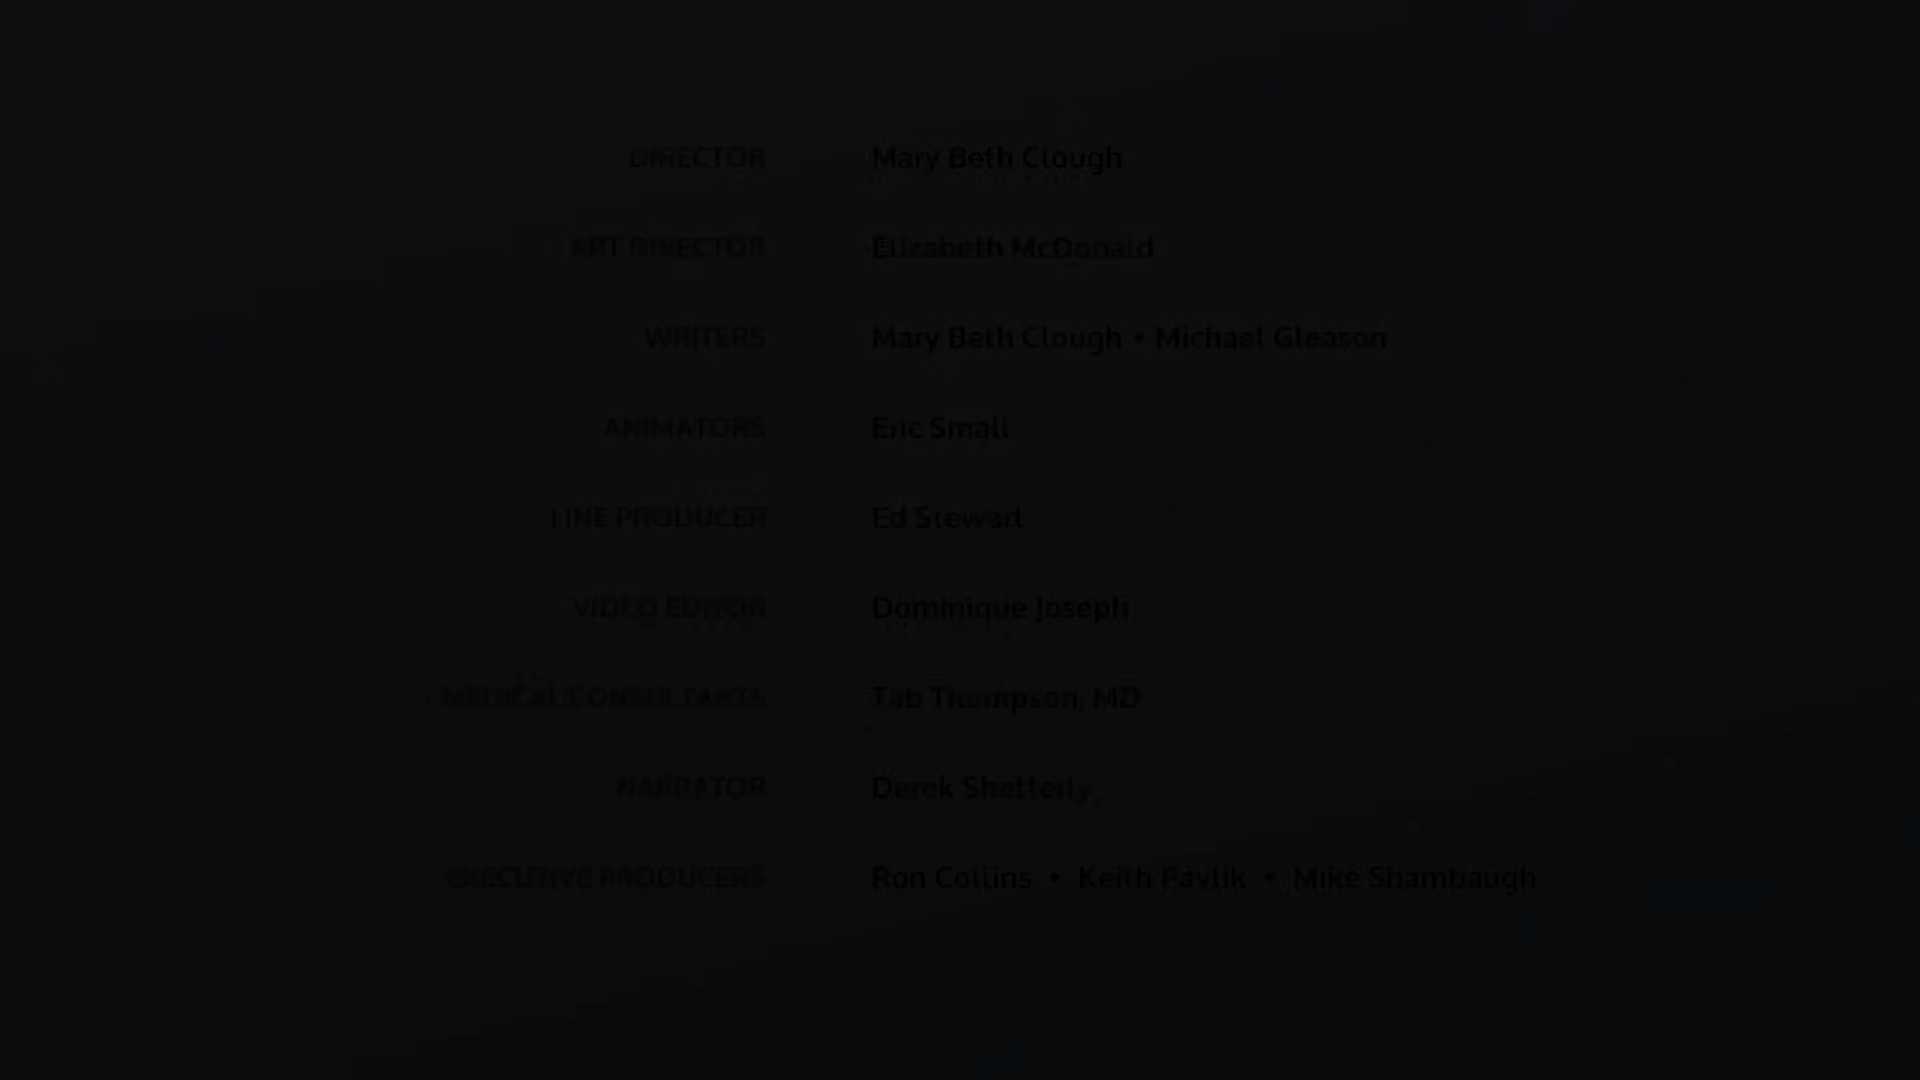 DIRECTOR Mary Beth Clough
ART DIRECTOR Elizabeth McDonald
WRITERS Mary Beth Clough • Michael Gleason
ANIMATORS Eric Small
LINE PRODUCER Ed Stewart
VIDEO EDITOR Dominique Joseph
MEDICAL CONSULTANTS Tab Thompson, MD
NARRATOR Derek Shetterly
EXECUTIVE PRODUCERS Ron Collins • Keith Pavlik • Mike Shambaugh